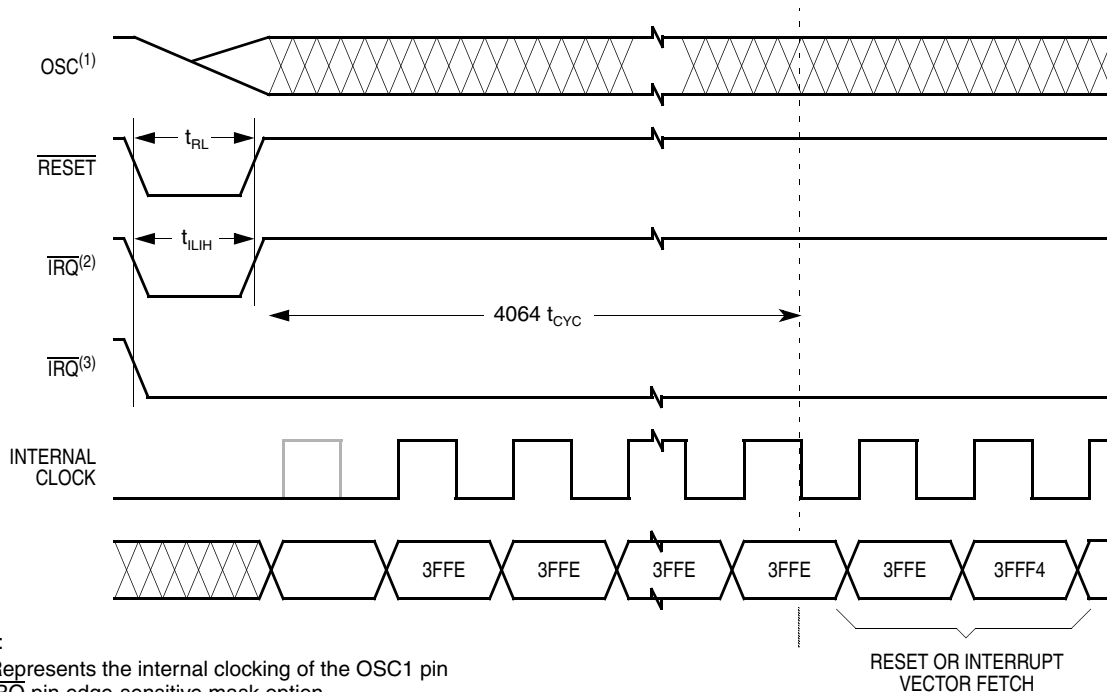 OSC(1)
tRL
RESET
tILIH
IRQ(2)
4064 tCYC
IRQ(3)
INTERNAL
CLOCK
3FFE 3FFE 3FFE 3FFE 3FFE 3FFF4
:
Represents the internal clocking of the OSC1 pin
RESET OR INTERRUPT
pin edge-sensitive mask option
VECTOR FETCH